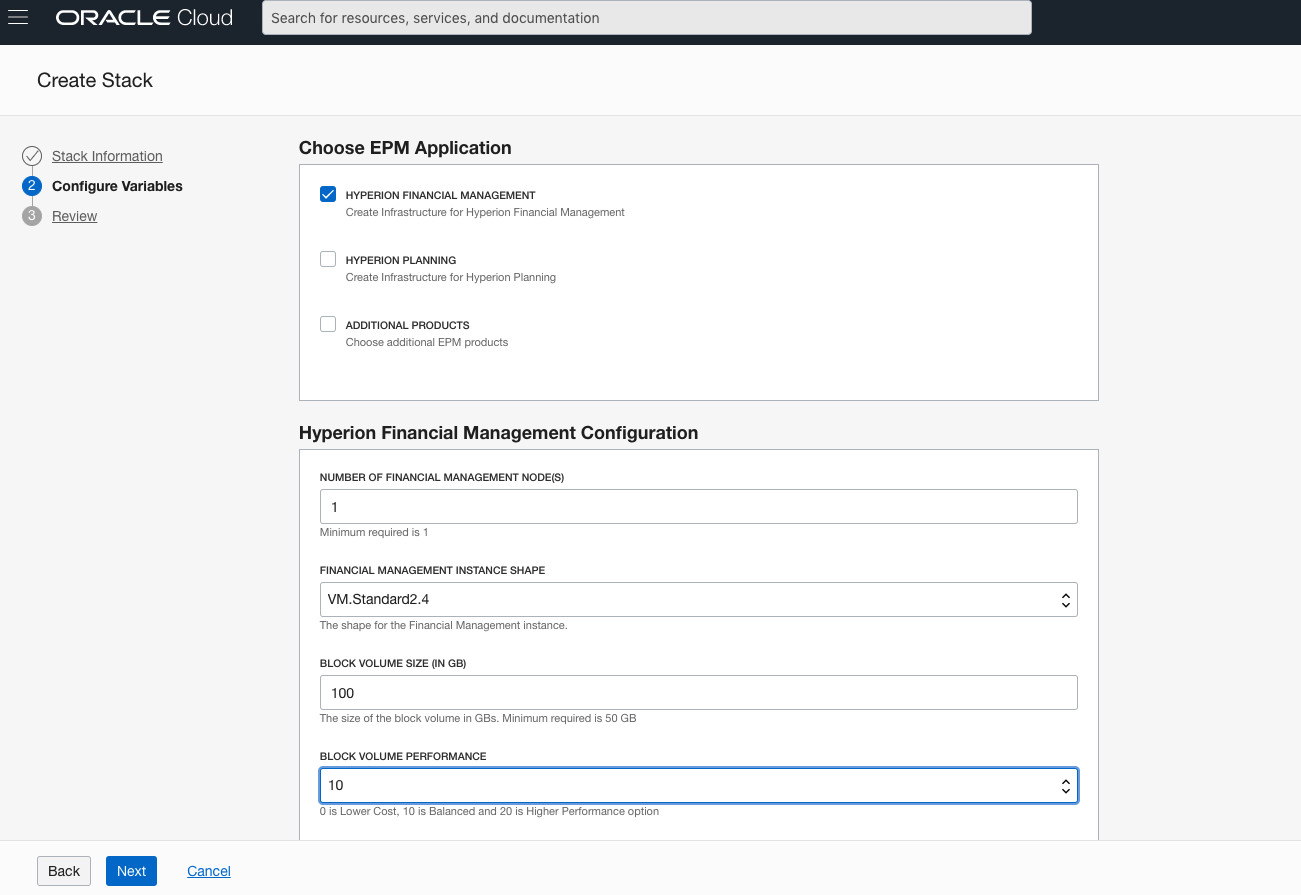 ORACLE Cloud
Search for resources, services, and documentation
Create Stack
Stack Information
2 Configure Variables
3 Review
Choose EPM Application
HYPERION FINANCIAL MANAGEMENT
Create Infrastructure for Hyperion Financial Management
HYPERION PLANNING
Create Infrastructure for Hyperion Planning
ADDITIONAL PRODUCTS
Choose additional EPM products
Hyperion Financial Management Configuration
NUMBER OF FINANCIAL MANAGEMENT NODE(S)
1
Minimum required is 1
FINANCIAL MANAGEMENT INSTANCE SHAPE
VM.Standard2.4
The shape for the Financial Management instance.
BLOCK VOLUME SIZE (IN GB)
100
The size of the block volume in GBs. Minimum required is 50 GB
BLOCK VOLUME PERFORMANCE
10
0 is Lower Cost, 10 is Balanced and 20 is Higher Performance option
Back Next Cancel